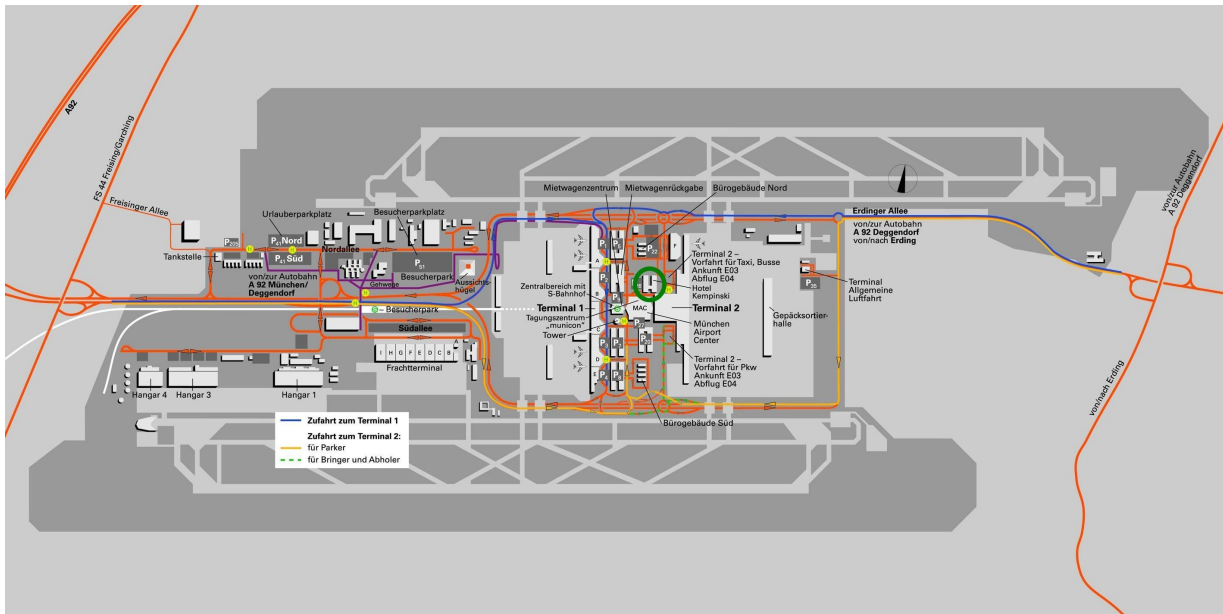 A92
FS 44 Freising/Garching
Freisinger Allee
Tankstelle
Urlauberparkplatz
P41 Nord
P41 Süd
von/zur Autobahn
A 92 München/
Deggendorf
Nordallee
Gehwege
Besucherparkplatz
P51
Besucherpark
Aussichts-
hügel
H
S – Besucherpark
Südallee
I H G F E D C B A
Frachtterminal
Hangar 4
Hangar 3
Hangar 1
Mietwagenzentrum
Mietwagenrückgabe
Bürogebäude Nord
Zentralbereich mit
S-Bahnhof
Terminal 1
Tagungszentrum
„municon“
Tower
A
B
C
D
E
F
P22
MAC
Terminal 2 –
Vorfahrt für Taxi, Busse
Ankunft E03
Abflug E04
Hotel
Kempinski
Terminal 2
München
Airport
Center
Terminal 2 –
Vorfahrt für Pkw
Ankunft E03
Abflug E04
Bürogebäude Süd
Gepäcksortier-
halle
Erdinger Allee
von/zur Autobahn
A 92 Deggendorf
von/nach Erding
Terminal
Allgemeine
Luftfahrt
von/zur Autobahn
A 92 Deggendorf
von/nach Erding
Zufahrt zum Terminal 1
Zufahrt zum Terminal 2:
für Parker
für Bringer und Abholer